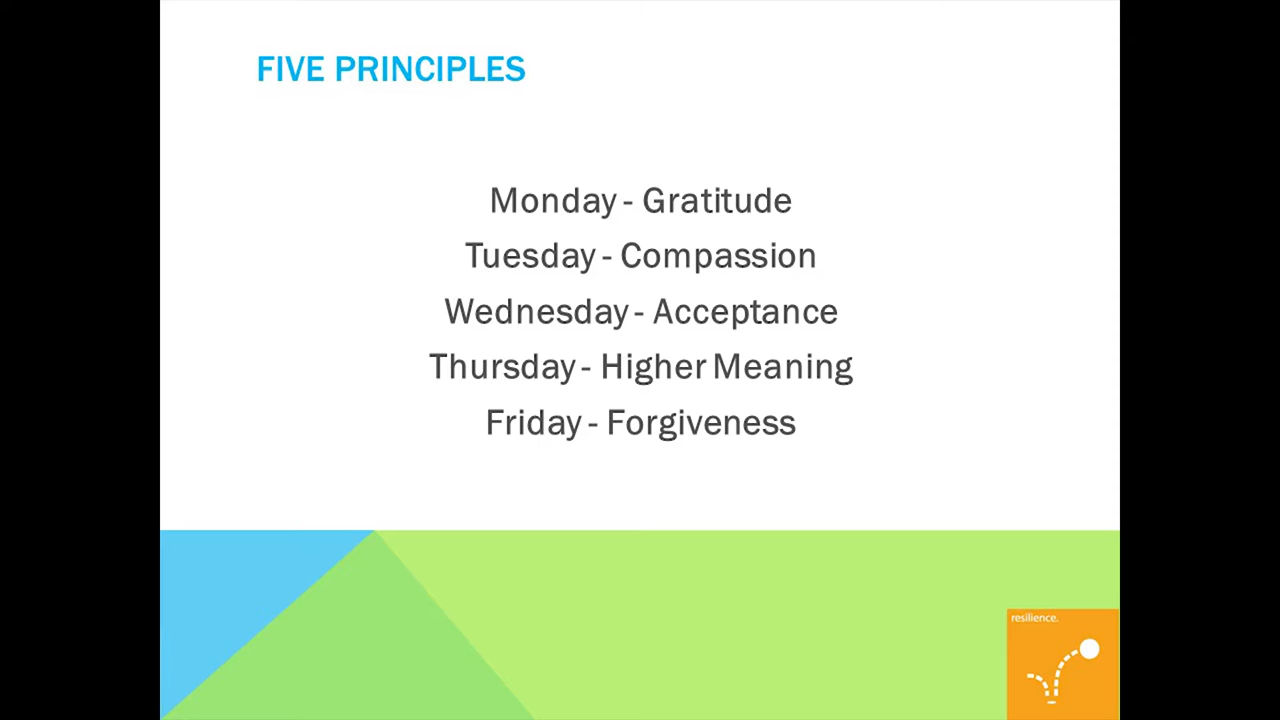 FIVE PRINCIPLES
Monday - Gratitude
Tuesday - Compassion
Wednesday - Acceptance
Thursday - Higher Meaning
Friday - Forgiveness
resilience.